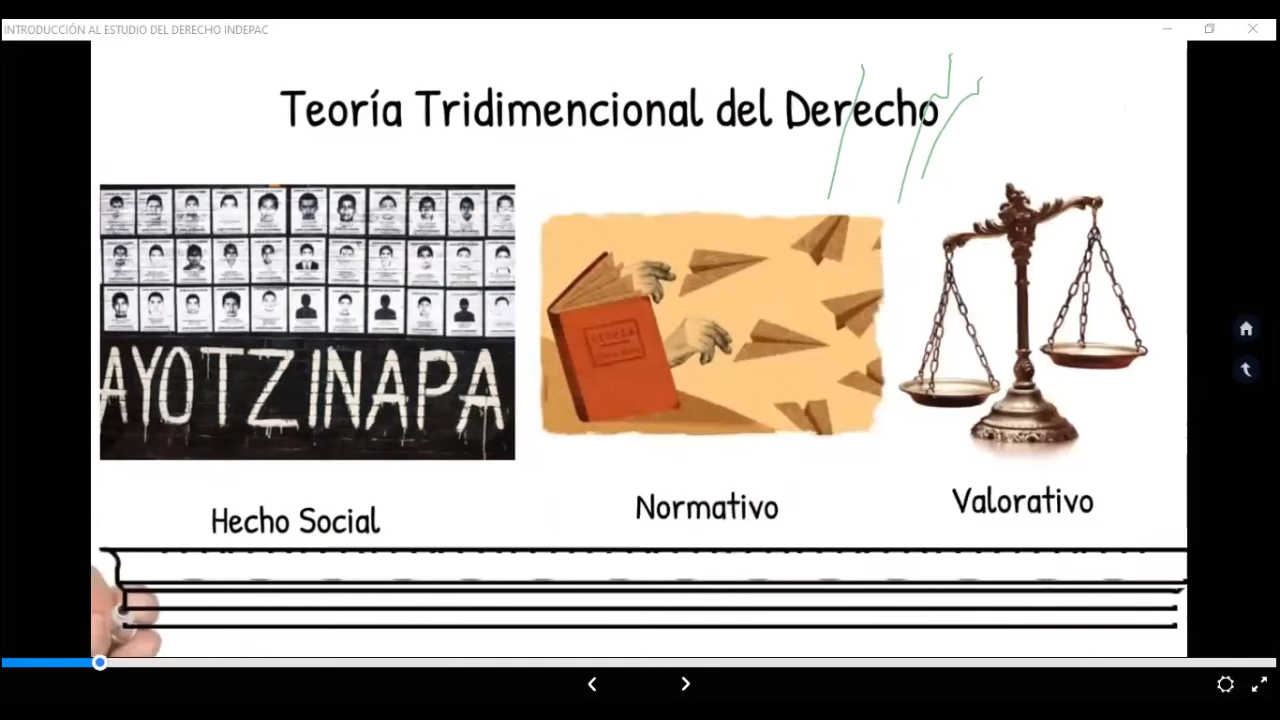 INTRODUCCIÓN AL ESTUDIO DEL DERECHO INDEPAC
Teoría Tridimencional del Derecho
AYOTZINAPA
Hecho Social
Normativo
Valorativo